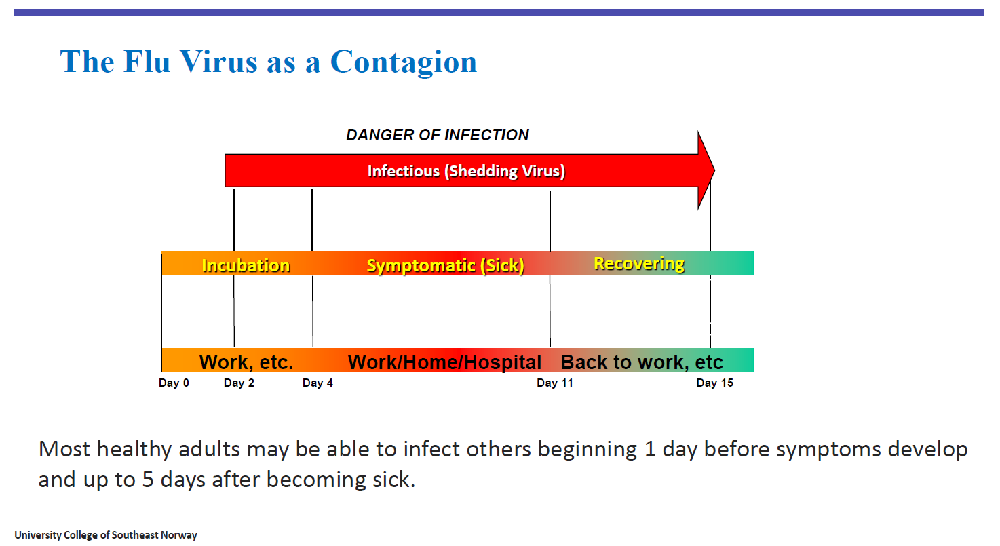 The Flu Virus as a Contagion
DANGER OF INFECTION
Infectious (Shedding Virus)
Incubation Symptomatic (Sick) Recovering
Work, etc. Work/Home/Hospital Back to work, etc
Day 0 Day 2 Day 4 Day 11 Day 15
Most healthy adults may be able to infect others beginning 1 day before symptoms develop
and up to 5 days after becoming sick.
University College of Southeast Norway